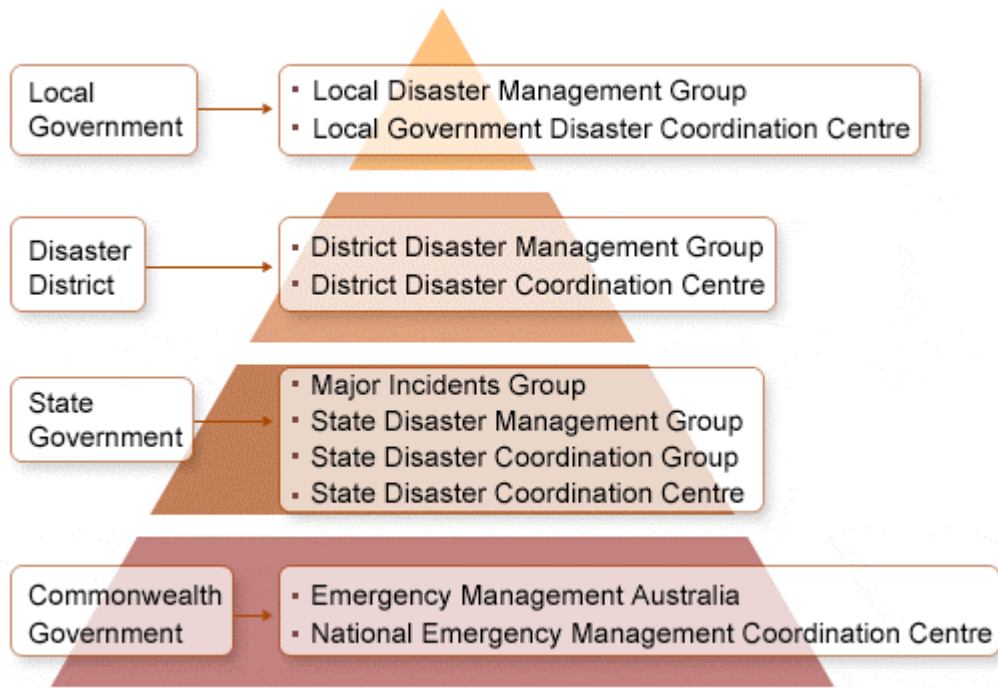 Local
Government
▪ Local Disaster Management Group
▪ Local Government Disaster Coordination Centre
Disaster
District
▪ District Disaster Management Group
▪ District Disaster Coordination Centre
State
Government
▪ Major Incidents Group
▪ State Disaster Management Group
▪ State Disaster Coordination Group
▪ State Disaster Coordination Centre
Commonwealth
Government
▪ Emergency Management Australia
▪ National Emergency Management Coordination Centre